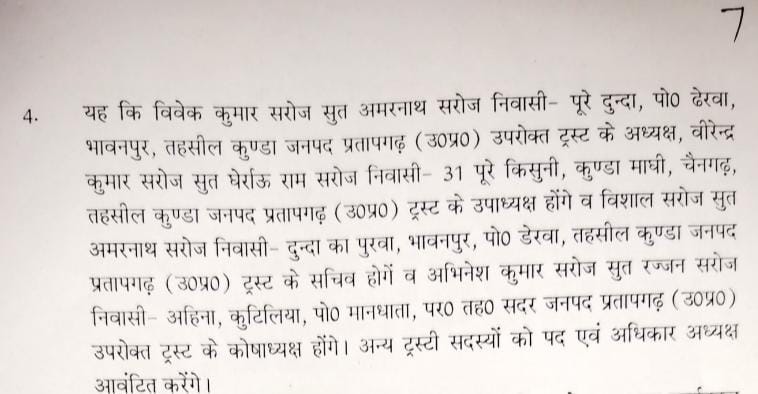 7
4. यह कि विवेक कुमार सरोज सुत अमरनाथ सरोज निवासी- पूरे दुन्दा, पो0 ढेरवा,
भावनपुर, तहसील कुण्डा जनपद प्रतापगढ़ (उ0प्र0) उपरोक्त ट्रस्ट के अध्यक्ष, वीरेन्द्र
कुमार सरोज सुत घेर्राऊ राम सरोज निवासी- 31 पूरे किसुनी, कुण्डा माघी, चैनगढ़,
तहसील कुण्डा जनपद प्रतापगढ़ (उ0प्र0) ट्रस्ट के उपाध्यक्ष होंगे व विशाल सरोज सुत
अमरनाथ सरोज निवासी- दुन्दा का पुरवा, भावनपुर, पो0 डेरवा, तहसील कुण्डा जनपद
प्रतापगढ़ (उ0प्र0) ट्रस्ट के सचिव होगें व अभिनेश कुमार सरोज सुत रज्जन सरोज
निवासी- अहिना, कुटिलिया, पो0 मानधाता, पर0 तह0 सदर जनपद प्रतापगढ़ (उ0प्र0)
उपरोक्त ट्रस्ट के कोषाध्यक्ष होंगे। अन्य ट्रस्टी सदस्यों को पद एवं अधिकार अध्यक्ष
आवंटित करेंगे।